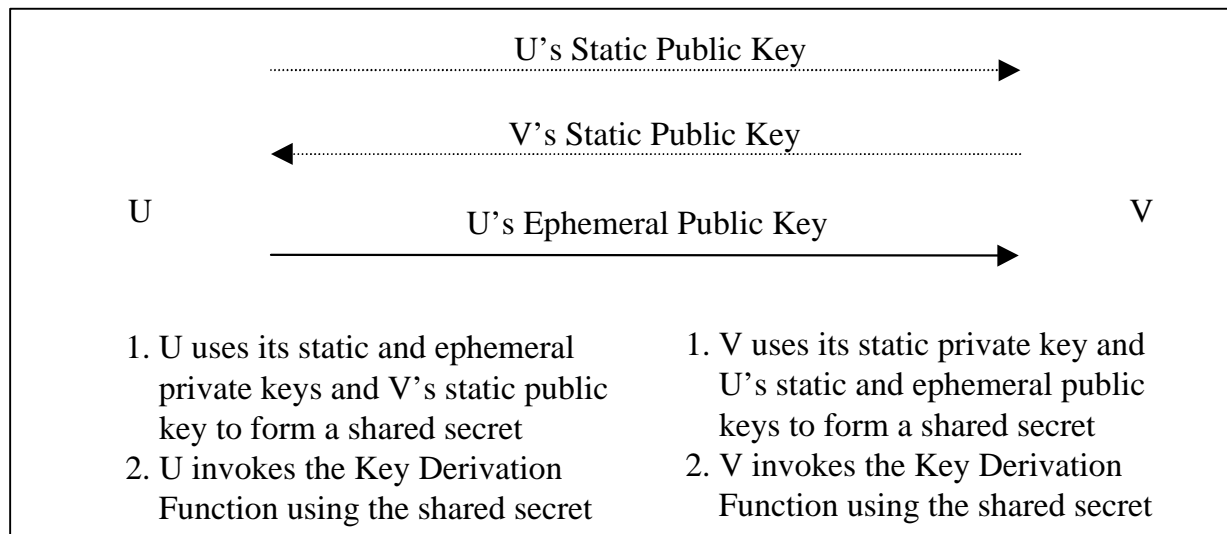 U’s Static Public Key
V’s Static Public Key
U
V
U’s Ephemeral Public Key
1. U uses its static and ephemeral
private keys and V’s static public
key to form a shared secret
2. U invokes the Key Derivation
Function using the shared secret
1. V uses its static private key and
U’s static and ephemeral public
keys to form a shared secret
2. V invokes the Key Derivation
Function using the shared secret